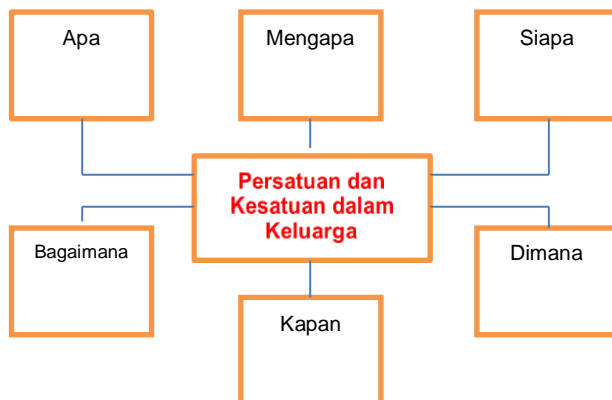 Apa
Mengapa
Siapa
Persatuan dan
Kesatuan dalam
Keluarga
Bagaimana
Dimana
Kapan